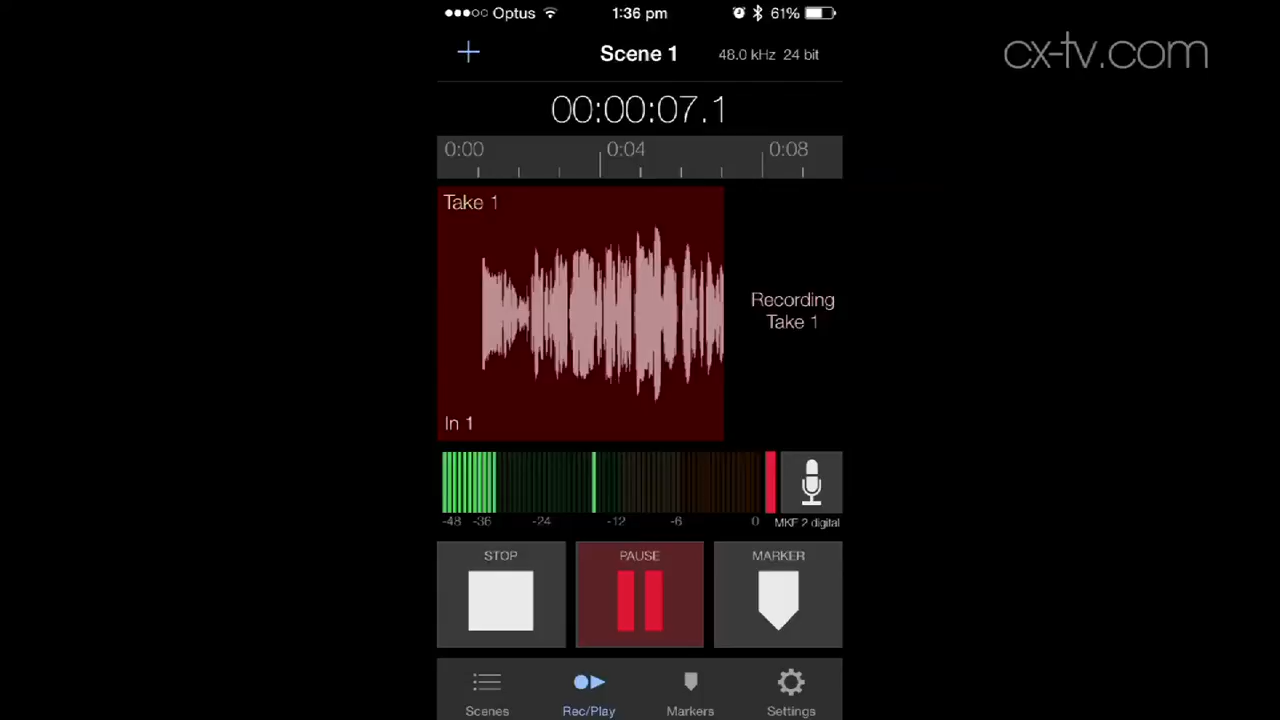 Optus 1:36 pm 61%
cx-tv.com
Scene 1 48.0 kHz 24 bit
00:00:07.1
0:00 0:04 0:08
Take 1
Recording
Take 1
In 1
-48 -36 -24 -12 -6 0 MKE 2 digital
STOP PAUSE MARKER
Scenes Rec/Play Markers Settings